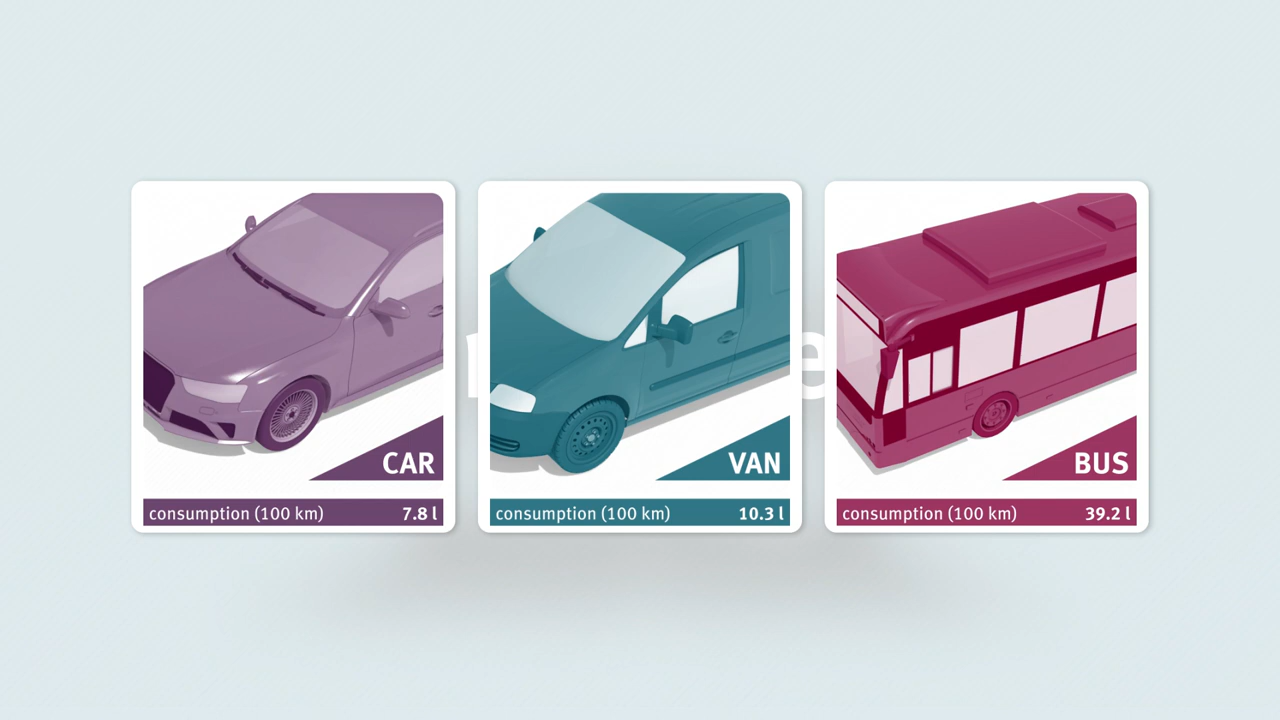 CAR
consumption (100 km) 7.8 l
VAN
consumption (100 km) 10.3 l
BUS
consumption (100 km) 39.2 l